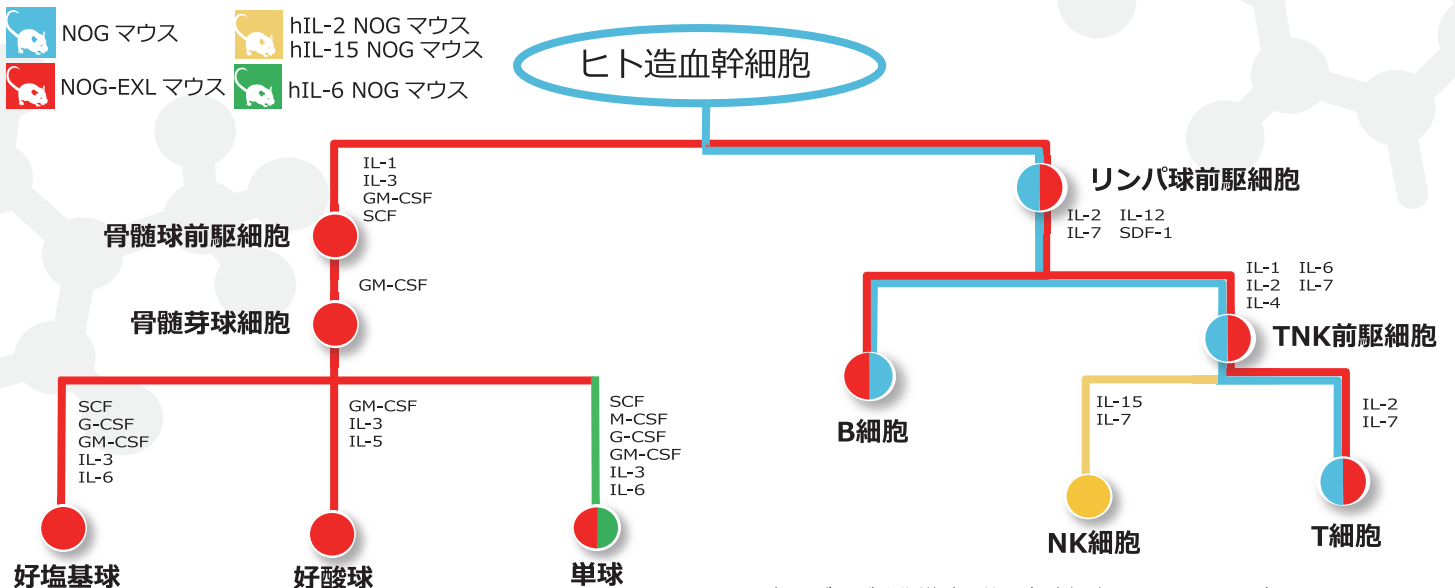 NOG マウス
hIL-2 NOG マウス
hIL-15 NOG マウス
NOG-EXL マウス
hIL-6 NOG マウス
ヒト造血幹細胞
IL-1
IL-3
GM-CSF
SCF
骨髄球前駆細胞
GM-CSF
骨髄芽球細胞
SCF
G-CSF
GM-CSF
IL-3
IL-6
好塩基球
GM-CSF
IL-3
IL-5
好酸球
SCF
M-CSF
G-CSF
GM-CSF
IL-3
IL-6
単球
リンパ球前駆細胞
IL-2 IL-12
IL-7 SDF-1
B細胞
IL-1 IL-6
IL-2 IL-7
IL-4
TNK前駆細胞
IL-15
IL-7
NK細胞
IL-2
IL-7
T細胞